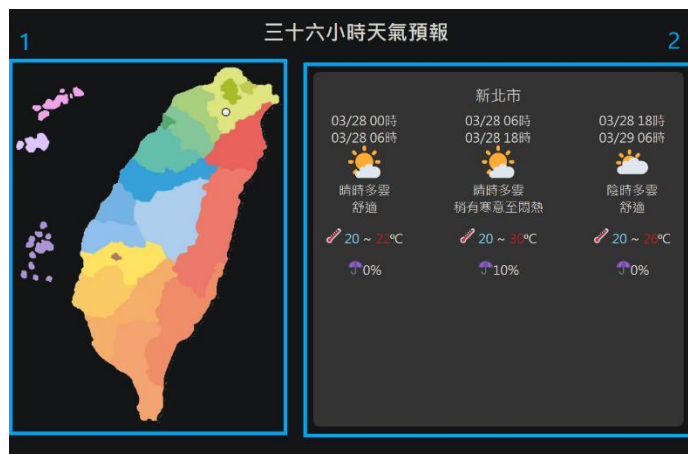 1
三十六小時天氣預報
2
新北市
03/28 00時
03/28 06時
晴時多雲
舒適
20 ~ 22ºC
0%
03/28 06時
03/28 18時
晴時多雲
稍有寒意至悶熱
20 ~ 30ºC
10%
03/28 18時
03/29 06時
陰時多雲
舒適
20 ~ 26ºC
0%